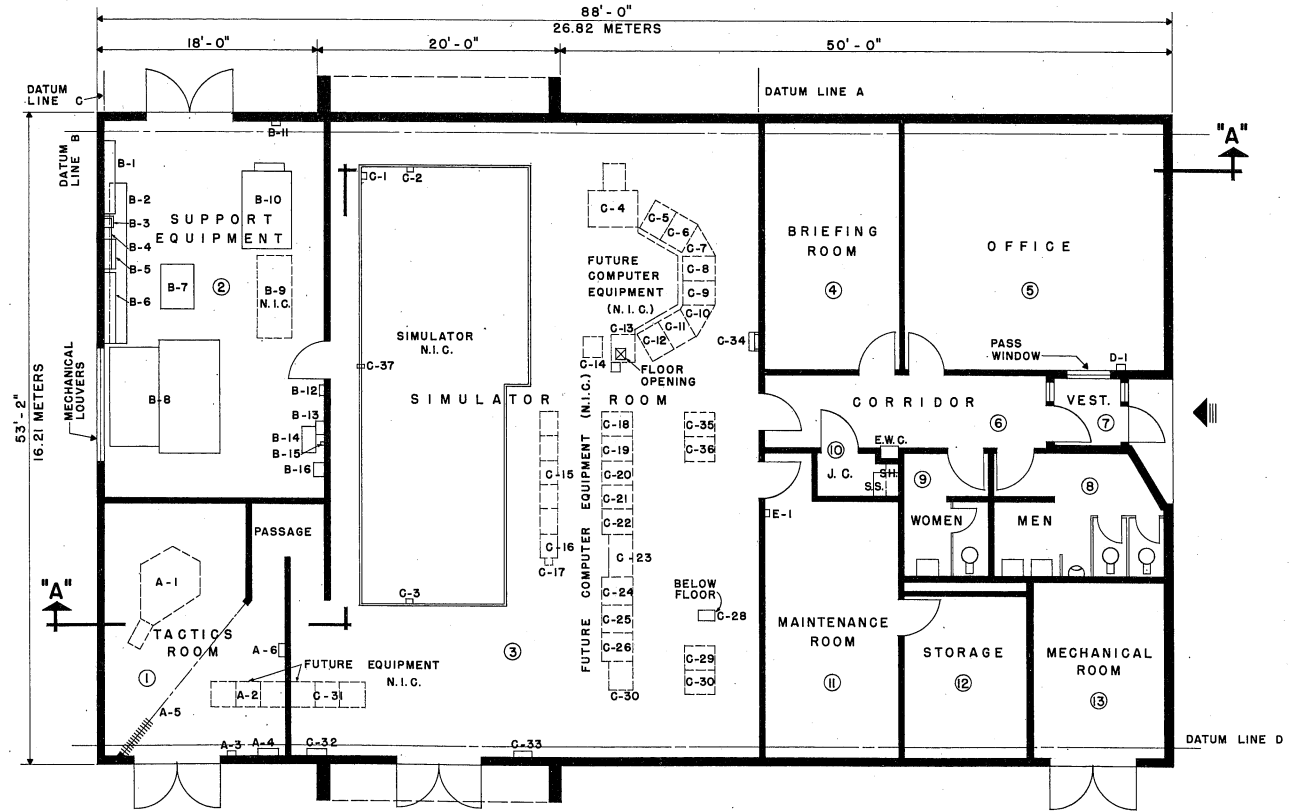 88'-0"
26.82 METERS
18'-0"
20'-0"
50'-0"
DATUM
LINE C
DATUM LINE A
DATUM
LINE B
"A"
B-11
B-1
B-2
B-3
B-4
B-5
B-6
SUPPORT
EQUIPMENT
2
B-10
B-7
B-9
N.I.C.
B-8
B-12
B-13
B-14
B-15
B-16
MECHANICAL
LOUVERS
53'-2"
16.21 METERS
C-1
C-2
SIMULATOR
N.I.C.
C-37
C-3
C-4
C-5
C-6
C-7
C-8
C-9
C-10
C-11
C-12
C-13
FUTURE
COMPUTER
EQUIPMENT
(N.I.C.)
C-14
FLOOR
OPENING
C-34
SIMULATOR ROOM
FUTURE COMPUTER EQUIPMENT (N.I.C.)
C-15
C-16
C-17
C-18
C-19
C-20
C-21
C-22
C-23
C-24
C-25
C-26
C-30
C-35
C-36
BELOW
FLOOR
C-28
C-29
C-30
3
BRIEFING
ROOM
4
OFFICE
5
PASS
WINDOW
D-1
CORRIDOR
6
VEST.
7
E.W.C.
10
J.C.
S.H.
S.S.
9
WOMEN
8
MEN
E-1
MAINTENANCE
ROOM
11
STORAGE
12
MECHANICAL
ROOM
13
PASSAGE
"A"
A-1
TACTICS
ROOM
1
A-6
FUTURE EQUIPMENT
N.I.C.
A-2
C-31
A-5
A-3
A-4
C-32
C-33
DATUM LINE D